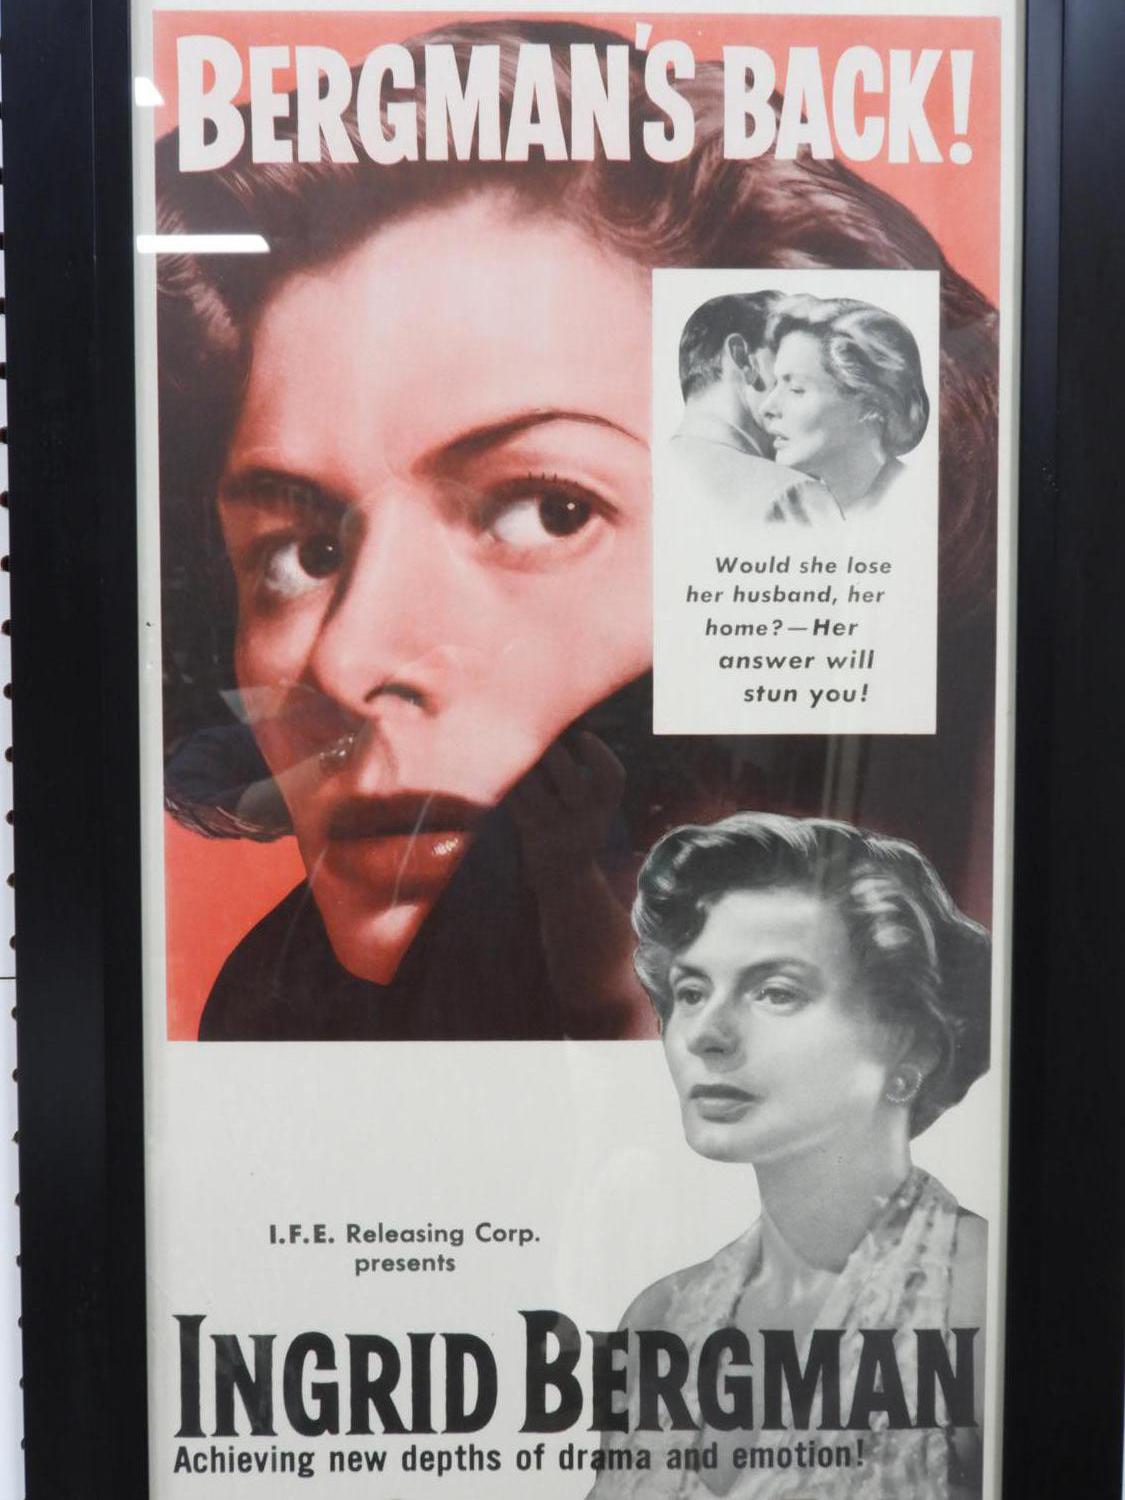 BERGMAN'S BACK!
Would she lose
her husband, her
home?—Her
answer will
stun you!
I.F.E. Releasing Corp.
presents
INGRID BERGMAN
Achieving new depths of drama and emotion!